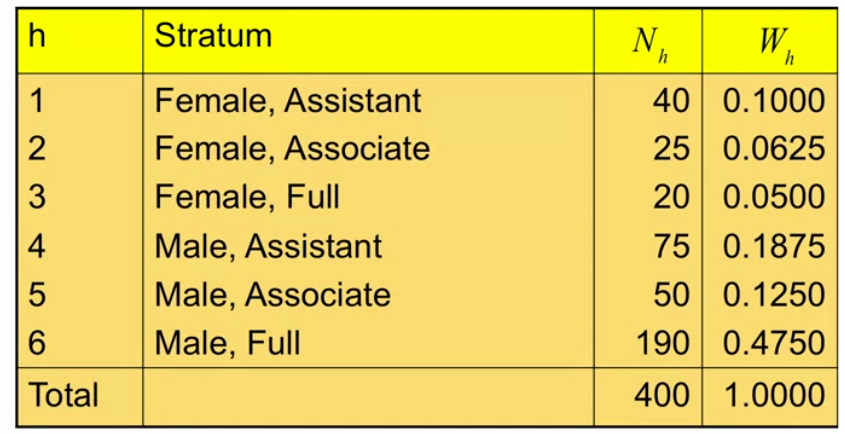 h Stratum N_h W_h
1 Female, Assistant 40 0.1000
2 Female, Associate 25 0.0625
3 Female, Full 20 0.0500
4 Male, Assistant 75 0.1875
5 Male, Associate 50 0.1250
6 Male, Full 190 0.4750
Total 400 1.0000